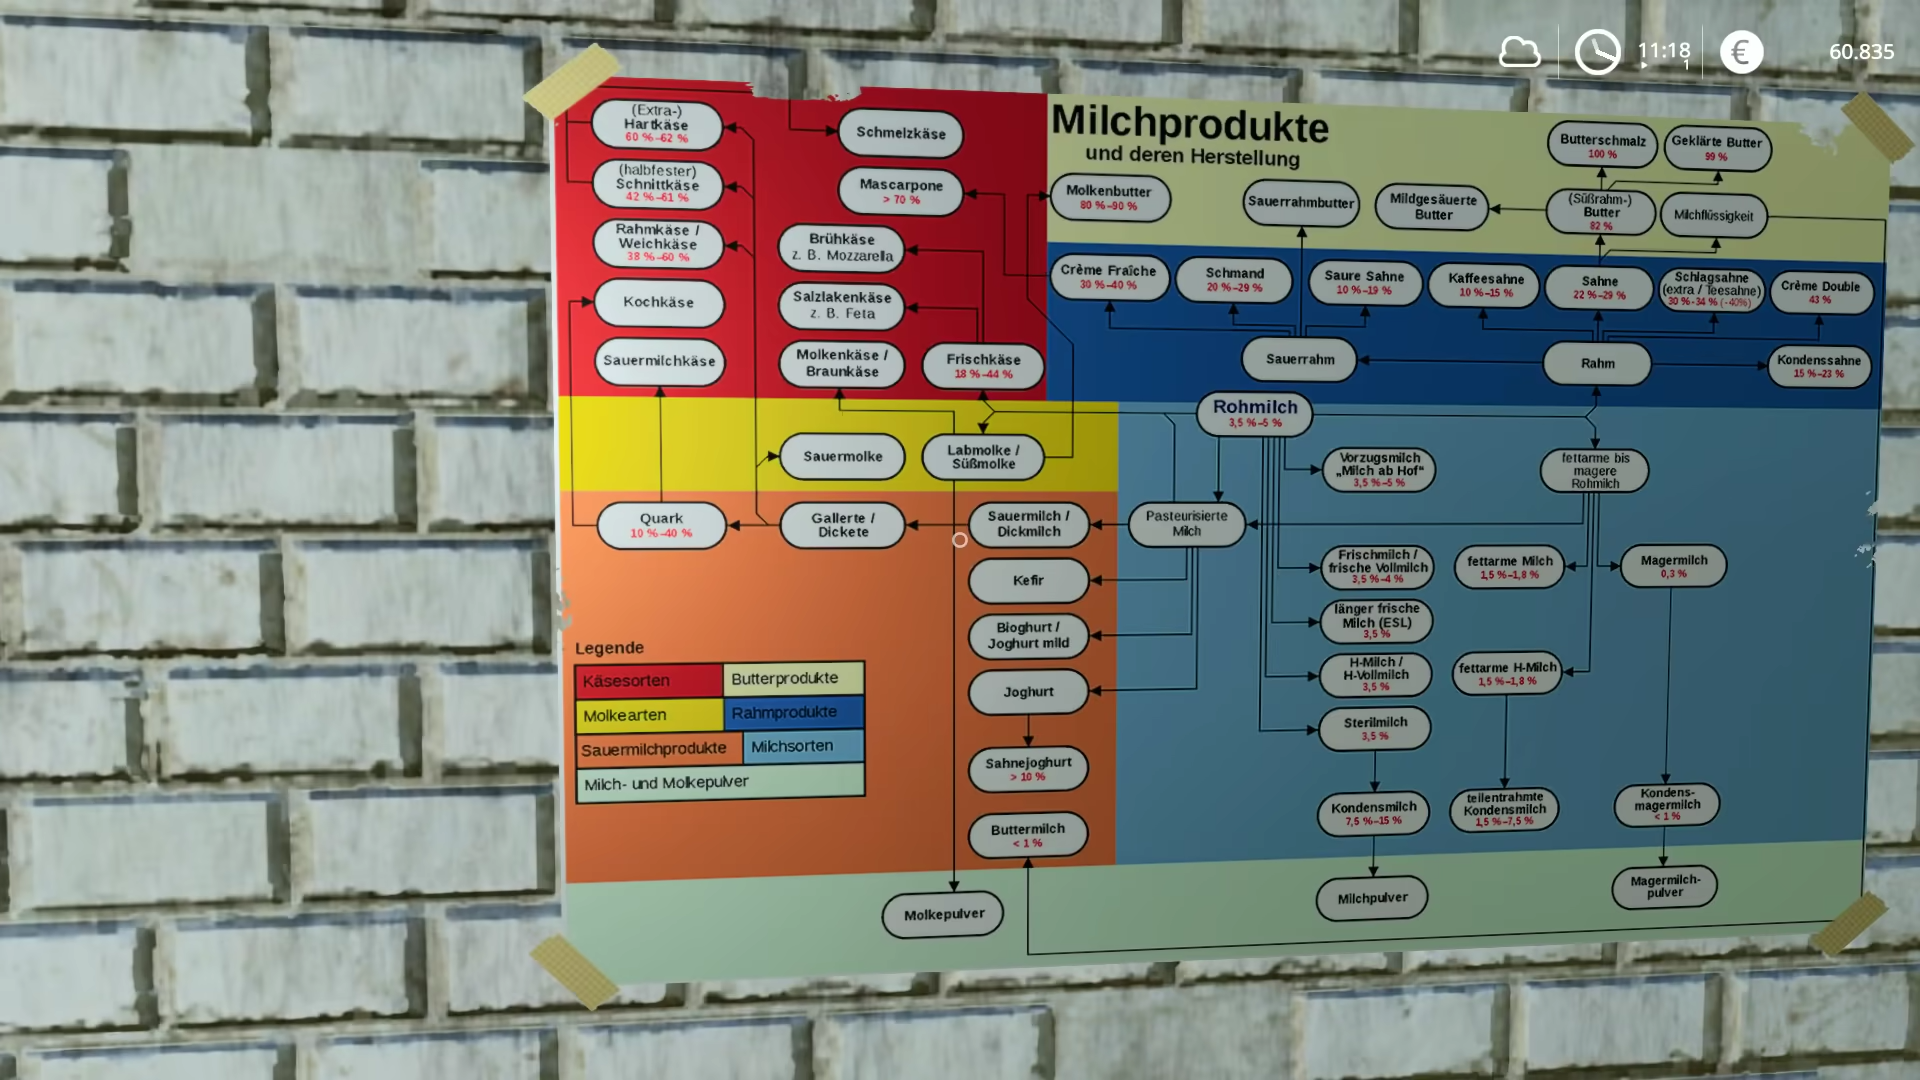 11:18
1
60.835
Milchprodukte
und deren Herstellung
(Extra-)
Hartkäse
60 %-62 %
(halbfester)
Schnittkäse
42 %-61 %
Rahmkäse /
Weichkäse
38 %-60 %
Kochkäse
Sauermilchkäse
Schmelzkäse
Mascarpone
> 70 %
Brühkäse
z. B. Mozzarella
Salzlakenkäse
z. B. Feta
Molkenkäse /
Braunkäse
Frischkäse
18 %-44 %
Molkenbutter
80 %-90 %
Sauerrahmbutter
Mildgesäuerte
Butter
Butterschmalz
100 %
Geklärte Butter
99 %
(Süßrahm-)
Butter
82 %
Milchflüssigkeit
Crème Fraîche
30 %-40 %
Schmand
20 %-29 %
Saure Sahne
10 %-19 %
Kaffeesahne
10 %-15 %
Sahne
22 %-29 %
Schlagsahne
(extra / Teesahne)
30 %-34 % (-40%)
Crème Double
43 %
Sauerrahm
Rahm
Kondenssahne
15 %-23 %
Rohmilch
3,5 %-5 %
Sauermolke
Labmolke /
Süßmolke
Vorzugsmilch
„Milch ab Hof“
3,5 %-5 %
fettarme bis
magere
Rohmilch
Quark
10 %-40 %
Gallerte /
Dickete
Sauermilch /
Dickmilch
Pasteurisierte
Milch
Kefir
Bioghurt /
Joghurt mild
Joghurt
Sahnejoghurt
> 10 %
Buttermilch
< 1 %
Frischmilch /
frische Vollmilch
3,5 %-4 %
länger frische
Milch (ESL)
3,5 %
H-Milch /
H-Vollmilch
3,5 %
Sterilmilch
3,5 %
Kondensmilch
7,5 %-15 %
fettarme Milch
1,5 %-1,8 %
Magermilch
0,3 %
fettarme H-Milch
1,5 %-1,8 %
teilentrahmte
Kondensmilch
1,5 %-7,5 %
Kondens-
magermilch
< 1 %
Legende
Käsesorten
Butterprodukte
Molkearten
Rahmprodukte
Sauermilchprodukte
Milchsorten
Milch- und Molkepulver
Molkepulver
Milchpulver
Magermilch-
pulver